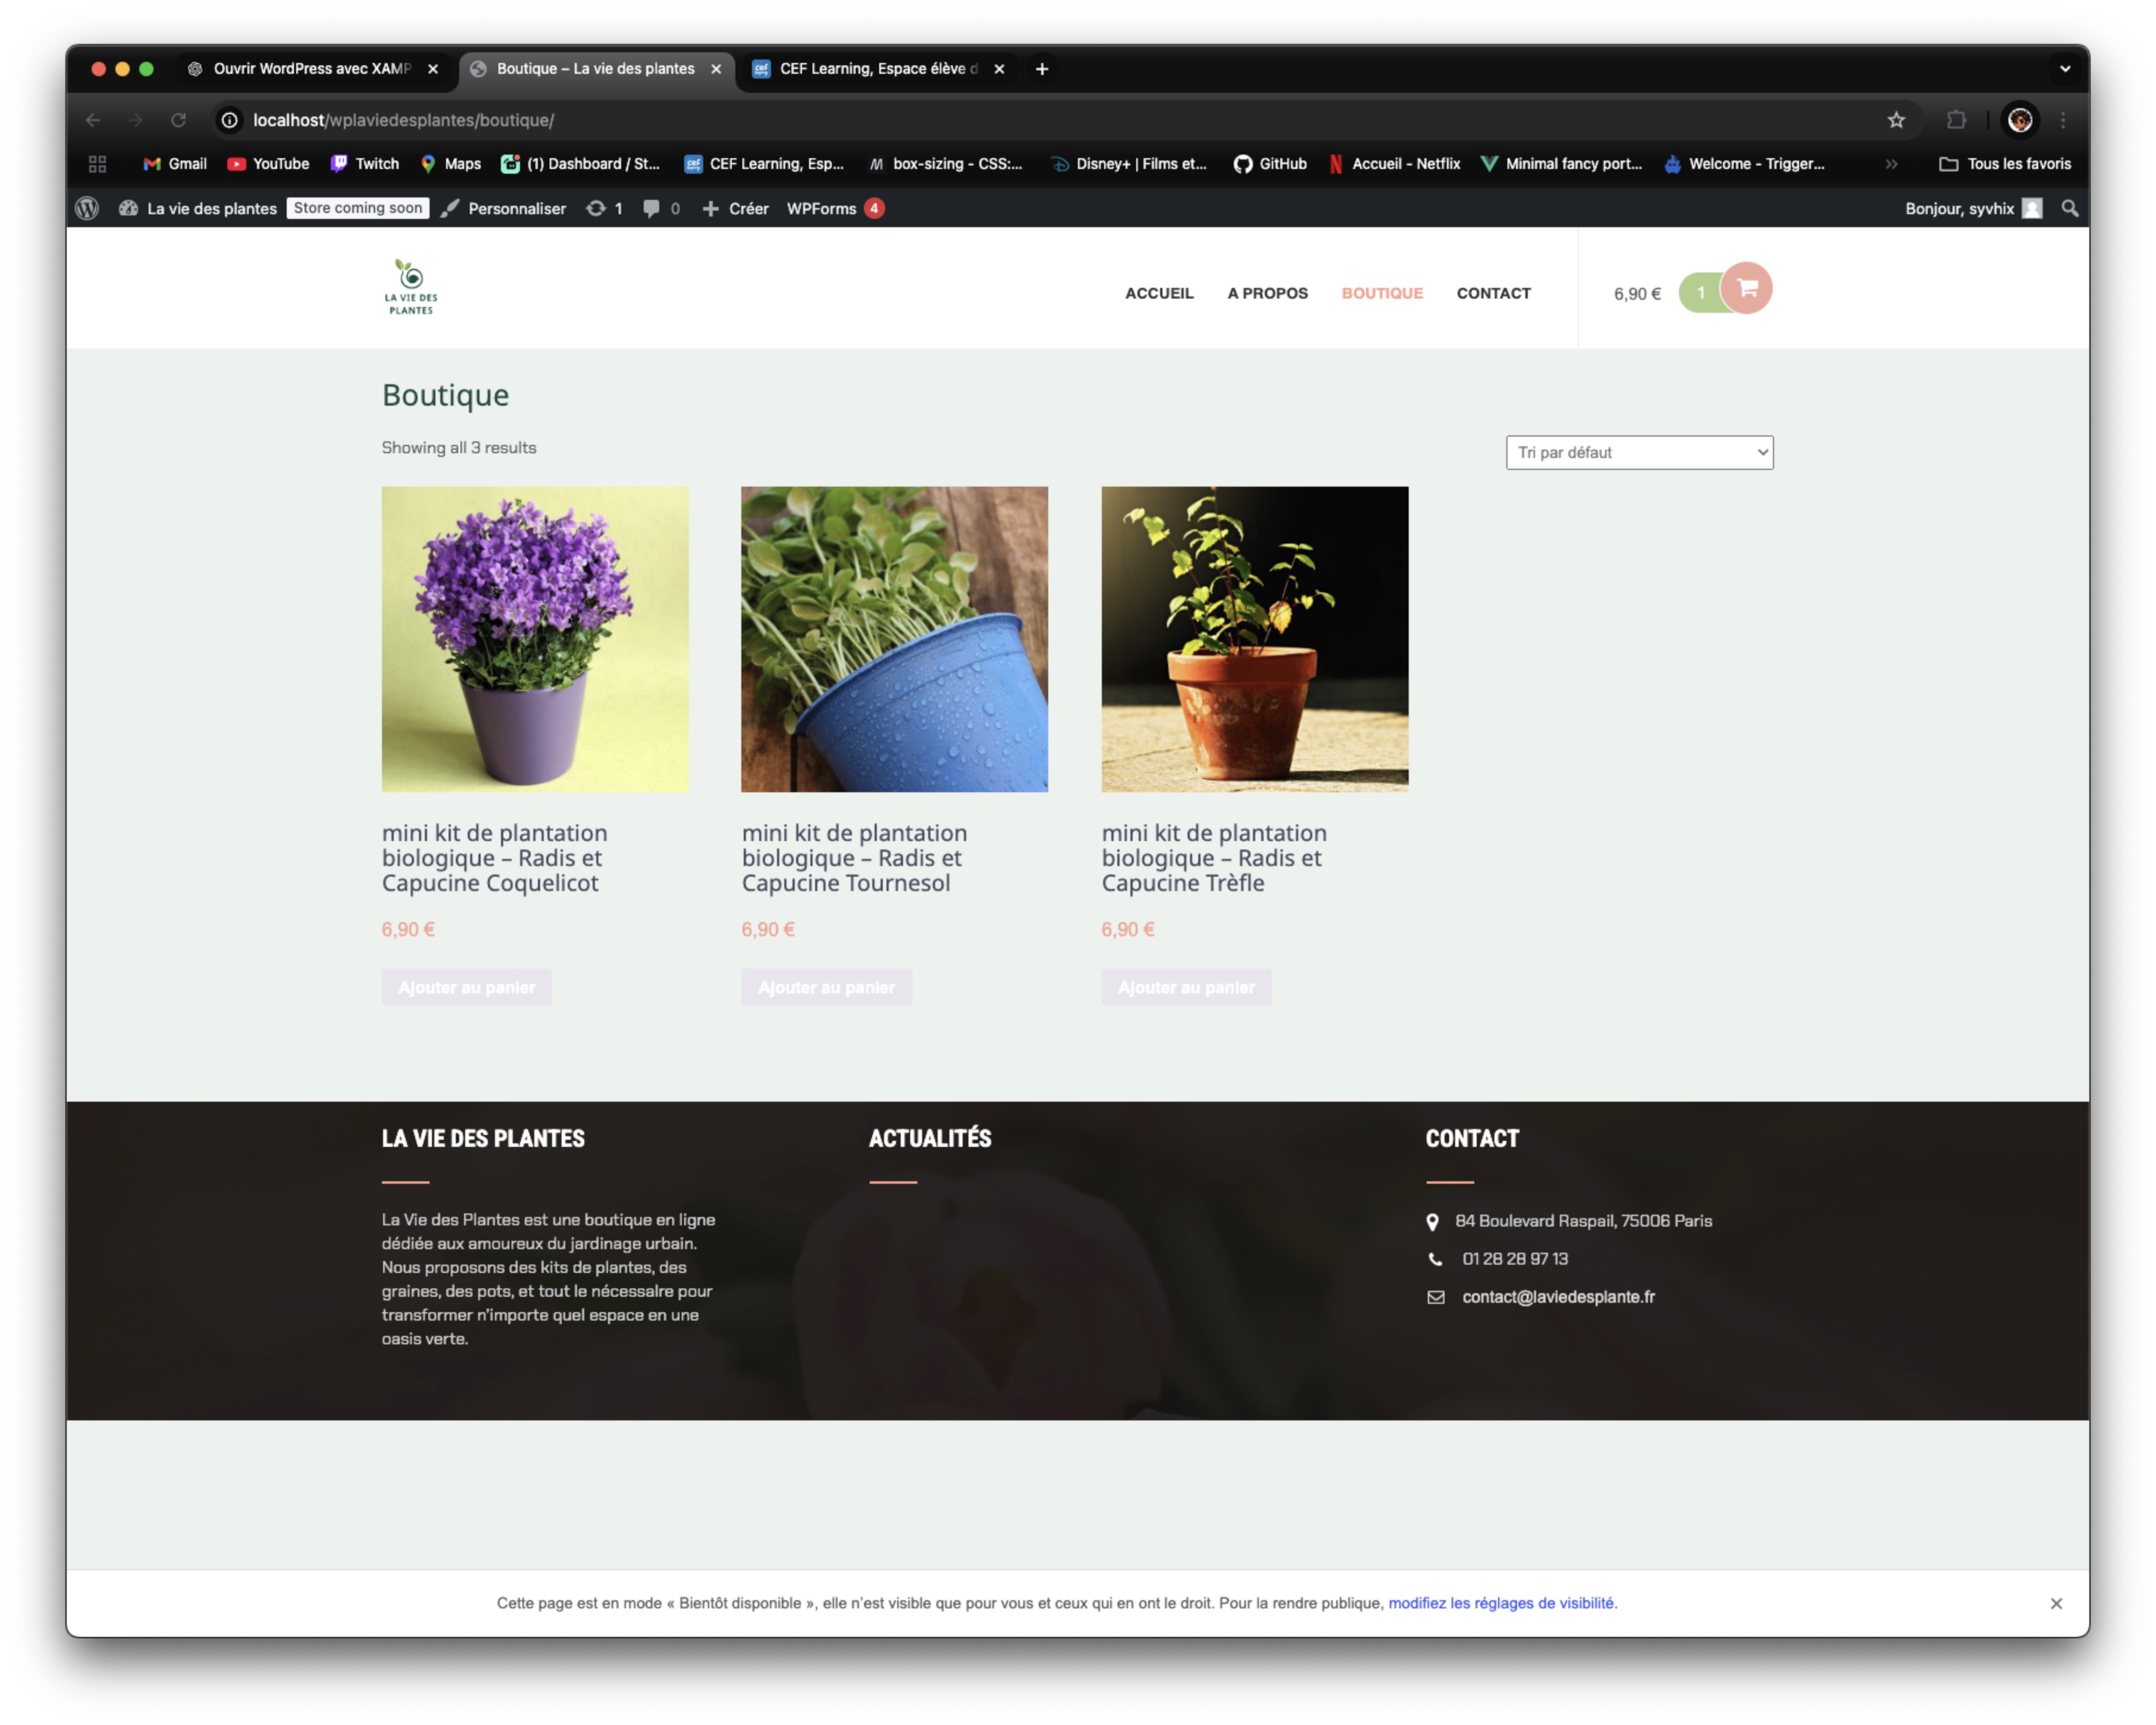 Ouvrir WordPress avec XAMP
Boutique – La vie des plantes
CEF Learning, Espace élève d
localhost/wplaviedesplantes/boutique/
Gmail YouTube Twitch Maps (1) Dashboard / St... CEF Learning, Esp... box-sizing - CSS:... Disney+ | Films et... GitHub Accueil - Netflix Minimal fancy port... Welcome - Trigger... Tous les favoris
La vie des plantes Store coming soon Personnaliser 1 0 Créer WPForms 4 Bonjour, syvhix
LA VIE DES
PLANTES
ACCUEIL A PROPOS BOUTIQUE CONTACT 6,90 € 1
Boutique
Showing all 3 results
Tri par défaut
mini kit de plantation
biologique – Radis et
Capucine Coquelicot
6,90 €
Ajouter au panier
mini kit de plantation
biologique – Radis et
Capucine Tournesol
6,90 €
Ajouter au panier
mini kit de plantation
biologique – Radis et
Capucine Trèfle
6,90 €
Ajouter au panier
LA VIE DES PLANTES
La Vie des Plantes est une boutique en ligne
dédiée aux amoureux du jardinage urbain.
Nous proposons des kits de plantes, des
graines, des pots, et tout le nécessaire pour
transformer n'importe quel espace en une
oasis verte.
ACTUALITÉS
CONTACT
84 Boulevard Raspail, 75006 Paris
01 28 28 97 13
contact@laviedesplante.fr
Cette page est en mode « Bientôt disponible », elle n'est visible que pour vous et ceux qui en ont le droit. Pour la rendre publique, modifiez les réglages de visibilité.